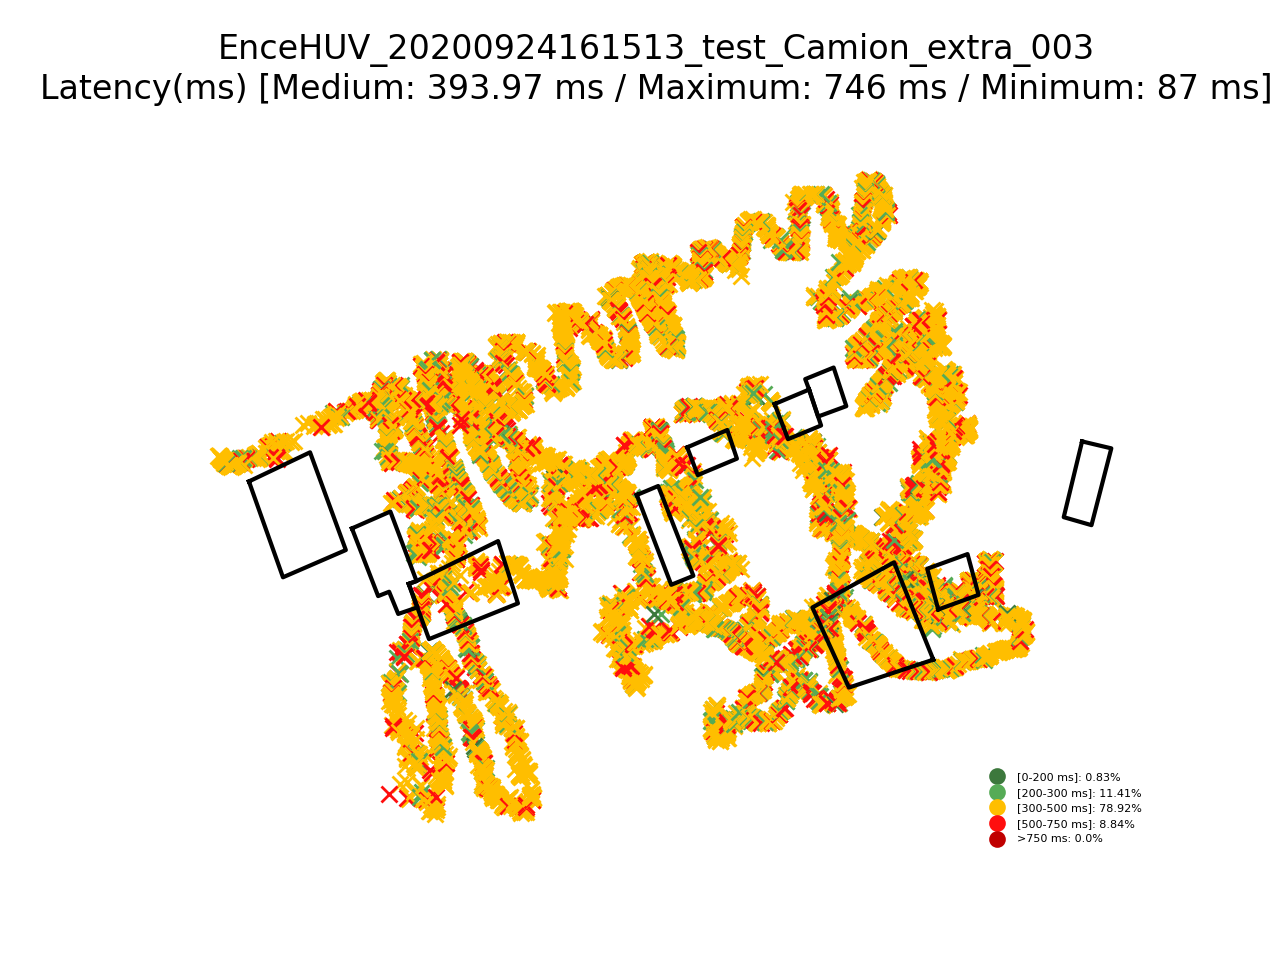 EnceHUV_20200924161513_test_Camion_extra_003
Latency(ms) [Medium: 393.97 ms / Maximum: 746 ms / Minimum: 87 ms]
[0-200 ms]: 0.83%
[200-300 ms]: 11.41%
[300-500 ms]: 78.92%
[500-750 ms]: 8.84%
>750 ms: 0.0%